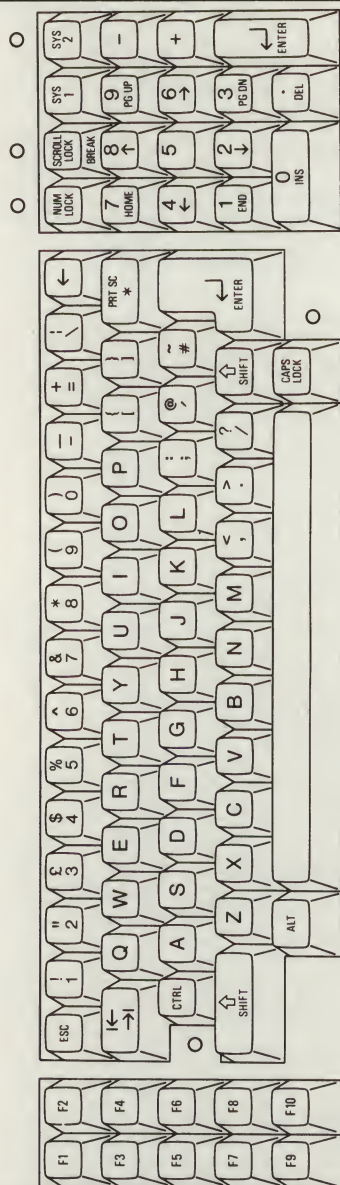 F1 F2 ESC ! 1 " 2 £ 3 $ 4 % 5 ^ 6 & 7 * 8 ( 9 ) 0 _ - + = ¦ \ ← NUM LOCK SCROLL LOCK BREAK SYS 1 SYS 2
F3 F4 ⇤ ⇥ Q W E R T Y U I O P { [ } ] PRT SC * 7 HOME 8 ↑ 9 PG UP -
F5 F6 CTRL A S D F G H J K L : ; @ ' ~ # ↵ ENTER 4 ← 5 6 → +
F7 F8 ⇧ SHIFT Z X C V B N M < , > . ? / ⇧ SHIFT 1 END 2 ↓ 3 PG DN ↵ ENTER
F9 F10 ALT CAPS LOCK 0 INS . DEL